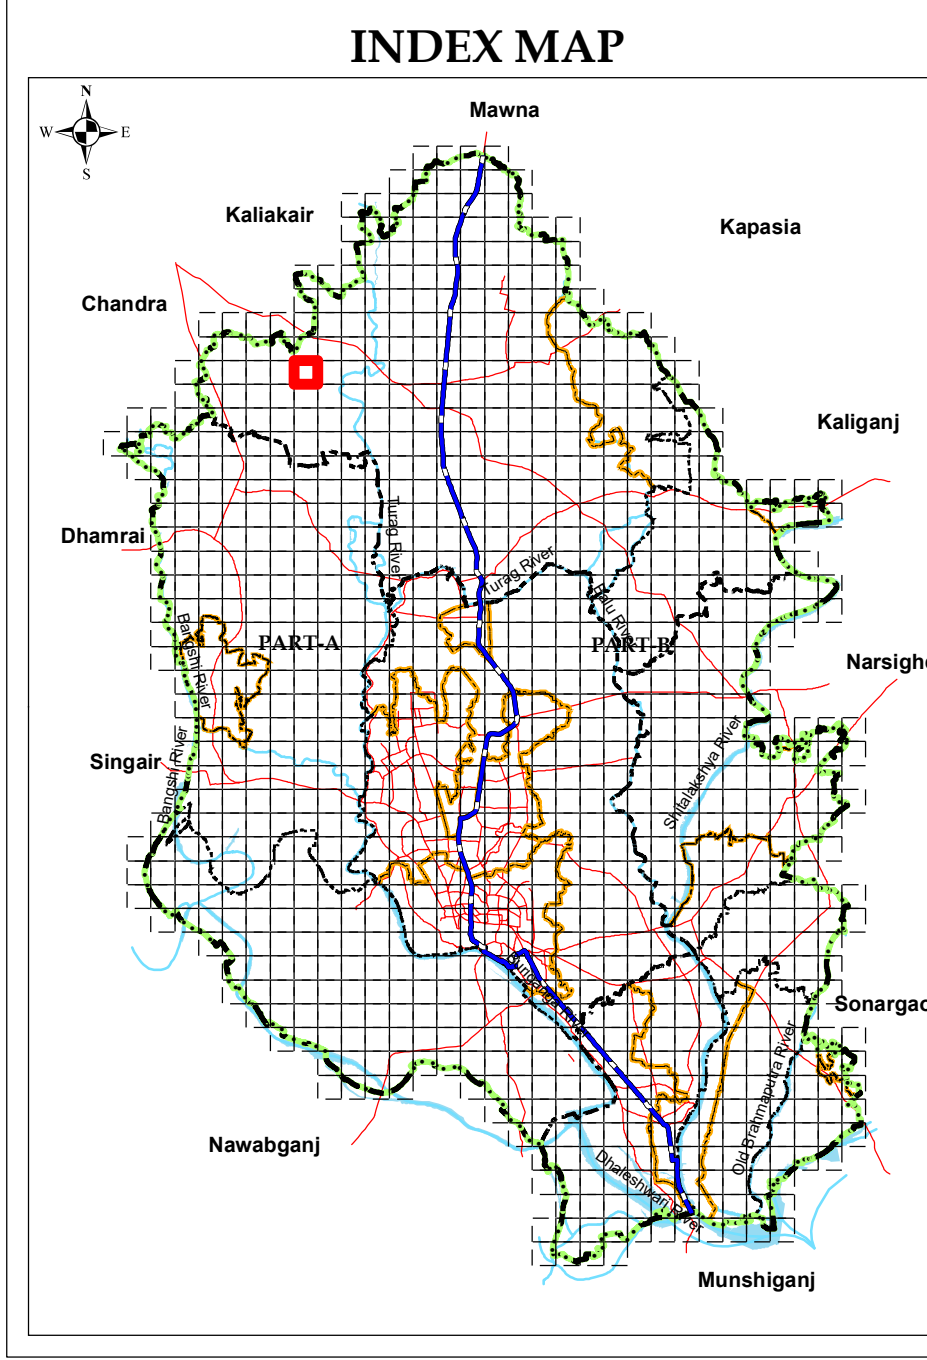 INDEX MAP
N
W E
S
Mawna
Kaliakair
Kapasia
Chandra
Kaliganj
Dhamrai
Turag River
Turag River
Balu River
Bangshi River
PART-A
PART-B
Narsighd
Singair
Bangshi River
Shitalakshya River
Buriganga River
Sonargao
Old Brahmaputra River
Nawabganj
Dhaleshwari River
Munshiganj